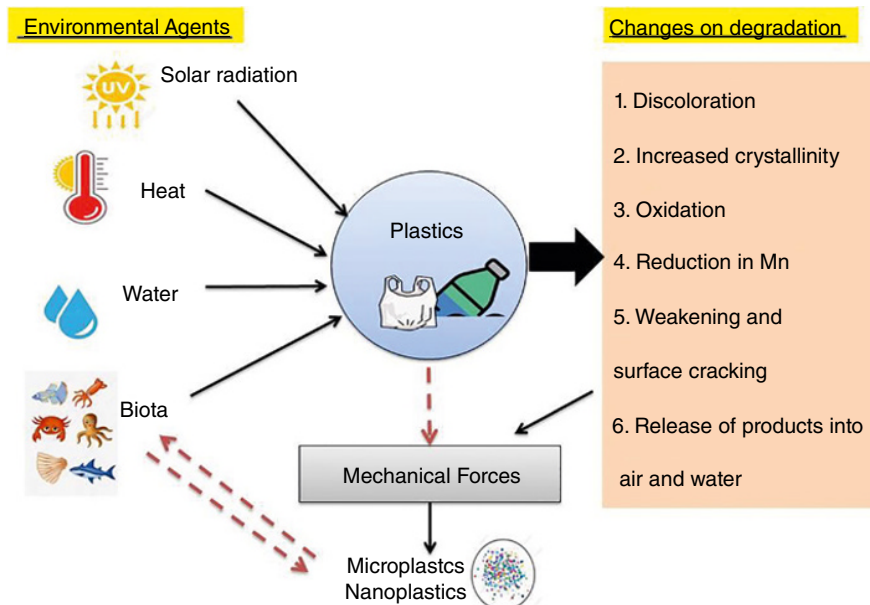 Environmental Agents
Solar radiation
UV
Heat
Water
Biota
Plastics
Mechanical Forces
Microplastcs
Nanoplastics
Changes on degradation
1. Discoloration
2. Increased crystallinity
3. Oxidation
4. Reduction in Mn
5. Weakening and
surface cracking
6. Release of products into
air and water